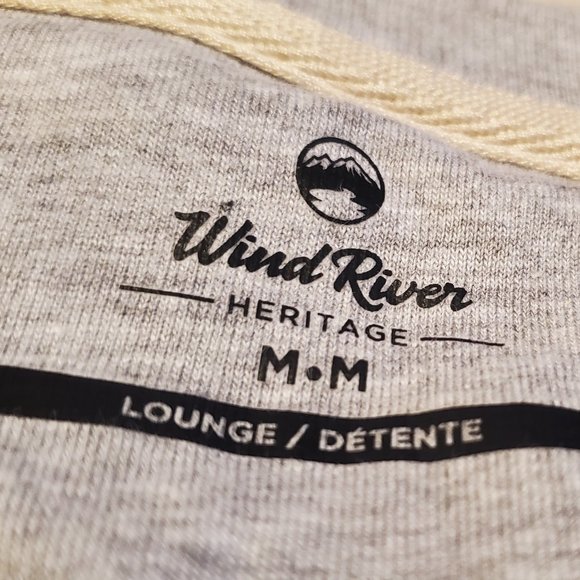 Wind River
HERITAGE
M•M
LOUNGE / DÉTENTE